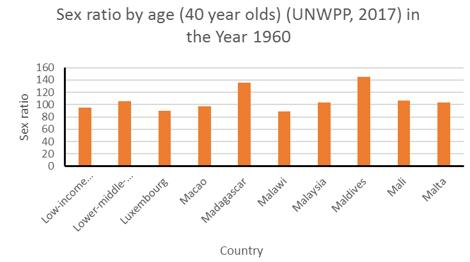 Sex ratio by age (40 year olds) (UNWPP, 2017) in
the Year 1960
160
140
120
100
80
60
40
20
0
Sex ratio
Low-income...
Lower-middle-...
Luxembourg
Macao
Madagascar
Malawi
Malaysia
Maldives
Mali
Malta
Country